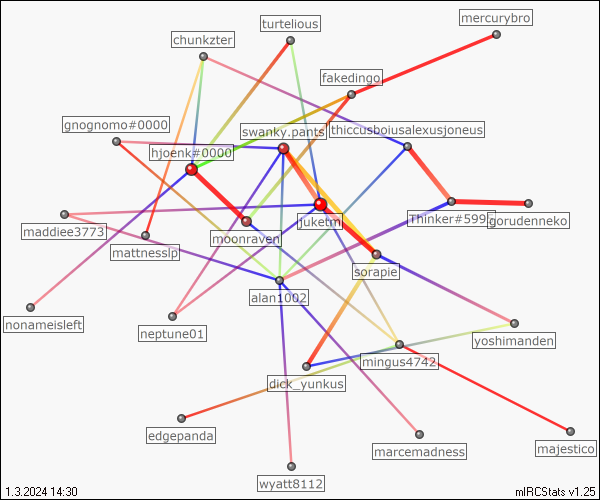 mercurybro
turtelious
chunkzter
fakedingo
gnognomo#0000
swanky.pants
thiccusboiusalexusjoneus
hjoenk#0000
maddiee3773
juketm
Thinker#599
gorudenneko
moonraven
mattnesslp
sorapie
alan1002
nonameisleft
neptune01
yoshimanden
mingus4742
dick_yunkus
edgepanda
marcemadness
majestico
wyatt8112
1.3.2024 14:30
mIRCStats v1.25